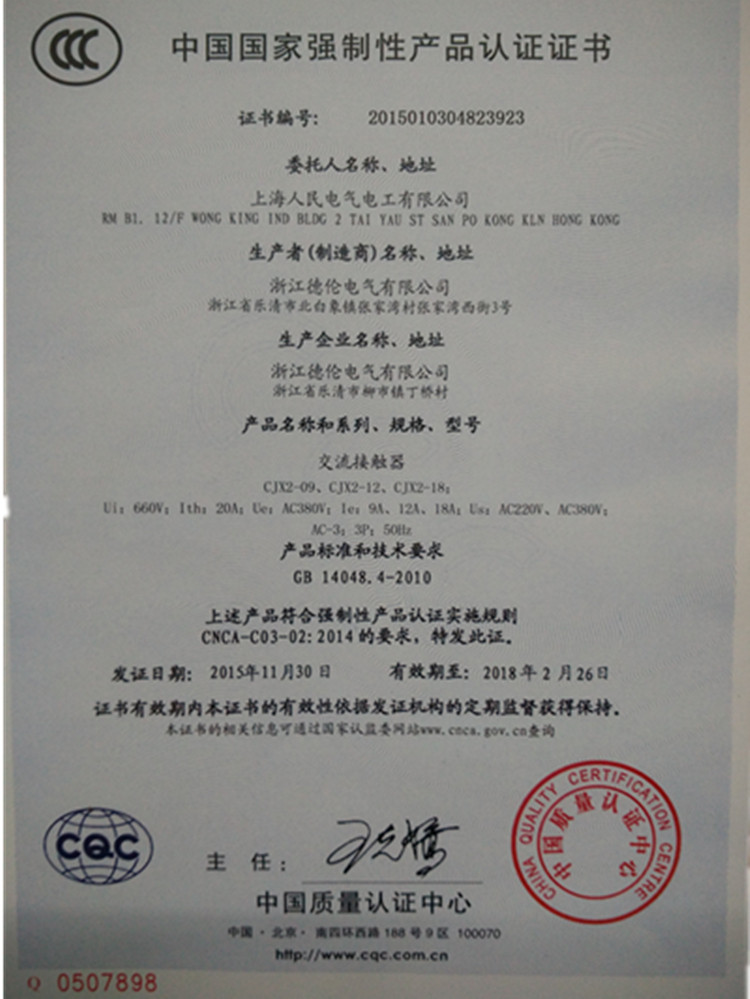 CCC
中国国家强制性产品认证证书
证书编号： 2015010304823923
委托人名称、地址
上海人民电气电工有限公司
RM B1. 12/F WONG KING IND BLDG 2 TAI YAU ST SAN PO KONG KLN HONG KONG
生产者(制造商)名称、地址
浙江德伦电气有限公司
浙江省乐清市北白象镇张家湾村张家湾西街3号
生产企业名称、地址
浙江德伦电气有限公司
浙江省乐清市柳市镇丁桥村
产品名称和系列、规格、型号
交流接触器
CJX2-09、CJX2-12、CJX2-18；
Ui：660V；Ith：20A；Ue：AC380V；Ie：9A、12A、18A；Us：AC220V、AC380V；
AC-3；3P；50Hz
产品标准和技术要求
GB 14048.4-2010
上述产品符合强制性产品认证实施规则
CNCA-C03-02:2014的要求，特发此证。
发证日期： 2015年11月30日 有效期至： 2018年2月26日
证书有效期内本证书的有效性依据发证机构的定期监督获得保持。
本证书的相关信息可通过国家认监委网站www.cnca.gov.cn查询
CQC
主 任：
CHINA QUALITY CERTIFICATION CENTRE
中国质量认证中心
中国质量认证中心
中国·北京·南四环西路188号9区 100070
http://www.cqc.com.cn
Q 0507898